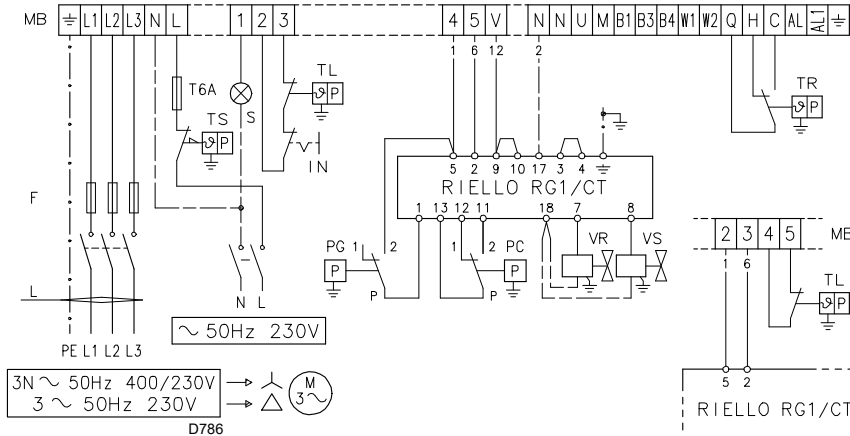 MB ⏚ L1 L2 L3 N L 1 2 3 4 5 V N N U M B1 B3 B4 W1 W2 Q H C AL AL1 ⏚
1 6 12 2
T6A TL TR
ϑ P
ϑ P
S
TS
ϑ P
IN
5 2 9 10 17 3 4
RIELLO RG1/CT
F
1 13 12 11 18 7 8
2 3 4 5 MB
PG 1 2 1 2 PC VR VS
P P
1 6
TL
ϑ P
L
P P
N L
∼ 50Hz 230V
PE L1 L2 L3
5 2
3N ∼ 50Hz 400/230V
3 ∼ 50Hz 230V
M
3∼
RIELLO RG1/CT
D786